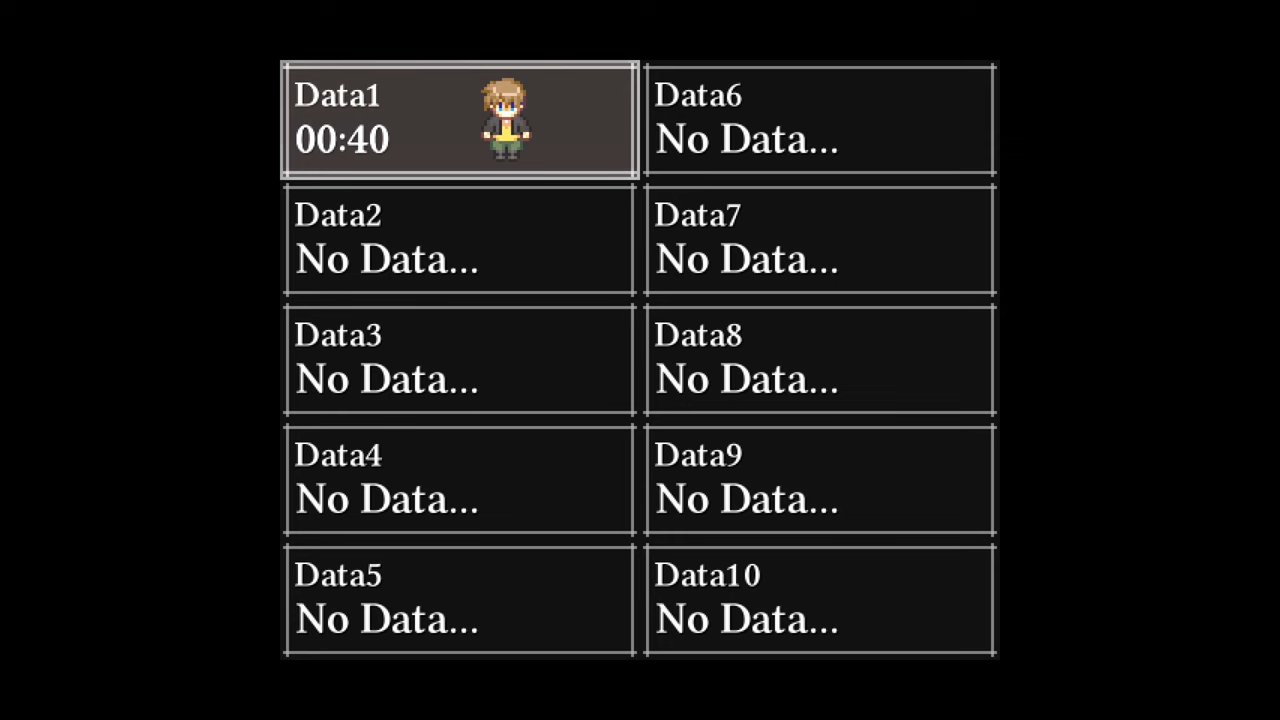 Data1
00:40
Data2
No Data...
Data3
No Data...
Data4
No Data...
Data5
No Data...
Data6
No Data...
Data7
No Data...
Data8
No Data...
Data9
No Data...
Data10
No Data...